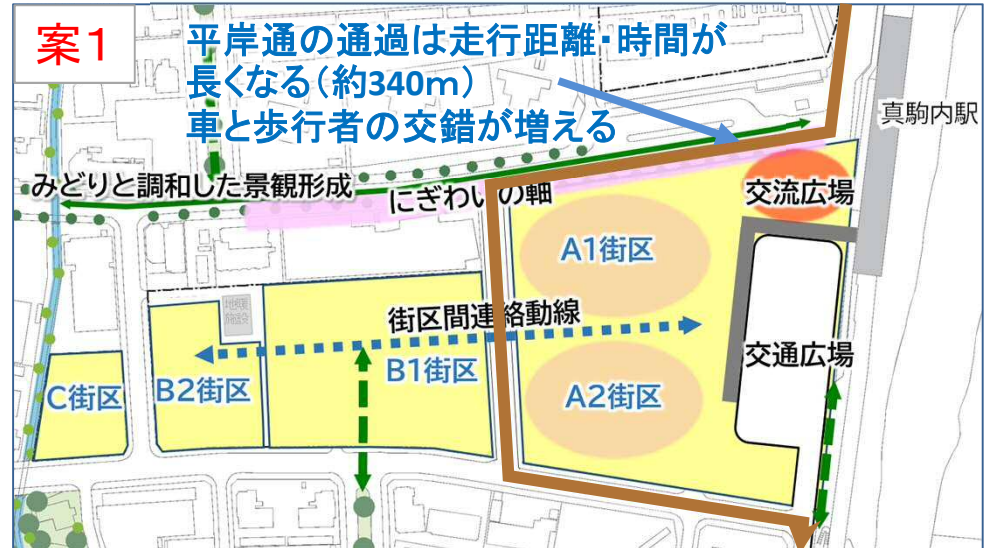 案1
平岸通の通過は走行距離・時間が
長くなる（約340m）
車と歩行者の交錯が増える
真駒内駅
みどりと調和した景観形成
にぎわいの軸
交流広場
A1街区
地暖
施設
街区間連絡動線
交通広場
C街区
B2街区
B1街区
A2街区